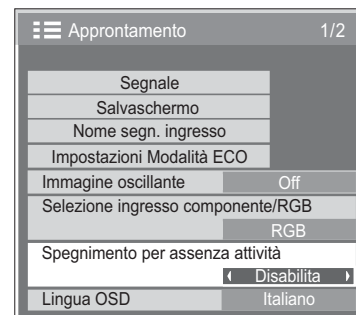 Approntamento 1/2
Segnale
Salvaschermo
Nome segn. ingresso
Impostazioni Modalità ECO
Immagine oscillante Off
Selezione ingresso componente/RGB
RGB
Spegnimento per assenza attività
Disabilita
Lingua OSD Italiano